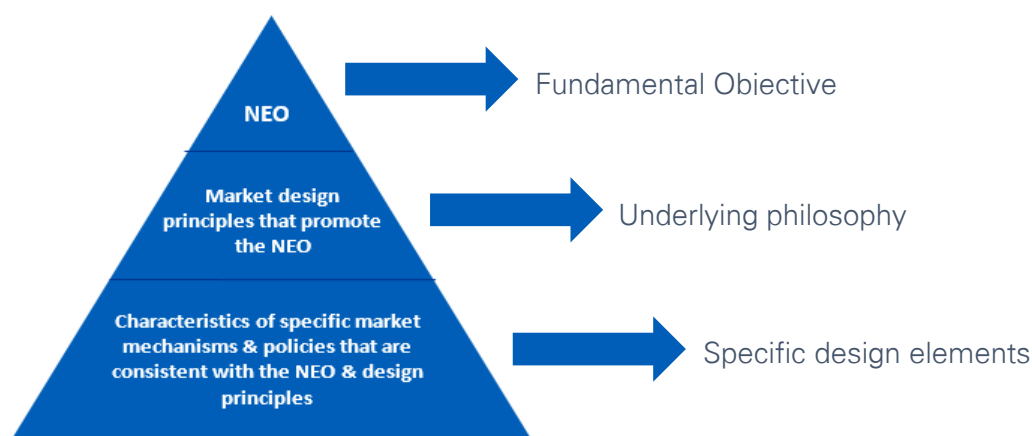 NEO
Fundamental Objective
Market design
principles that promote
the NEO
Underlying philosophy
Characteristics of specific market
mechanisms & policies that are
consistent with the NEO & design
principles
Specific design elements